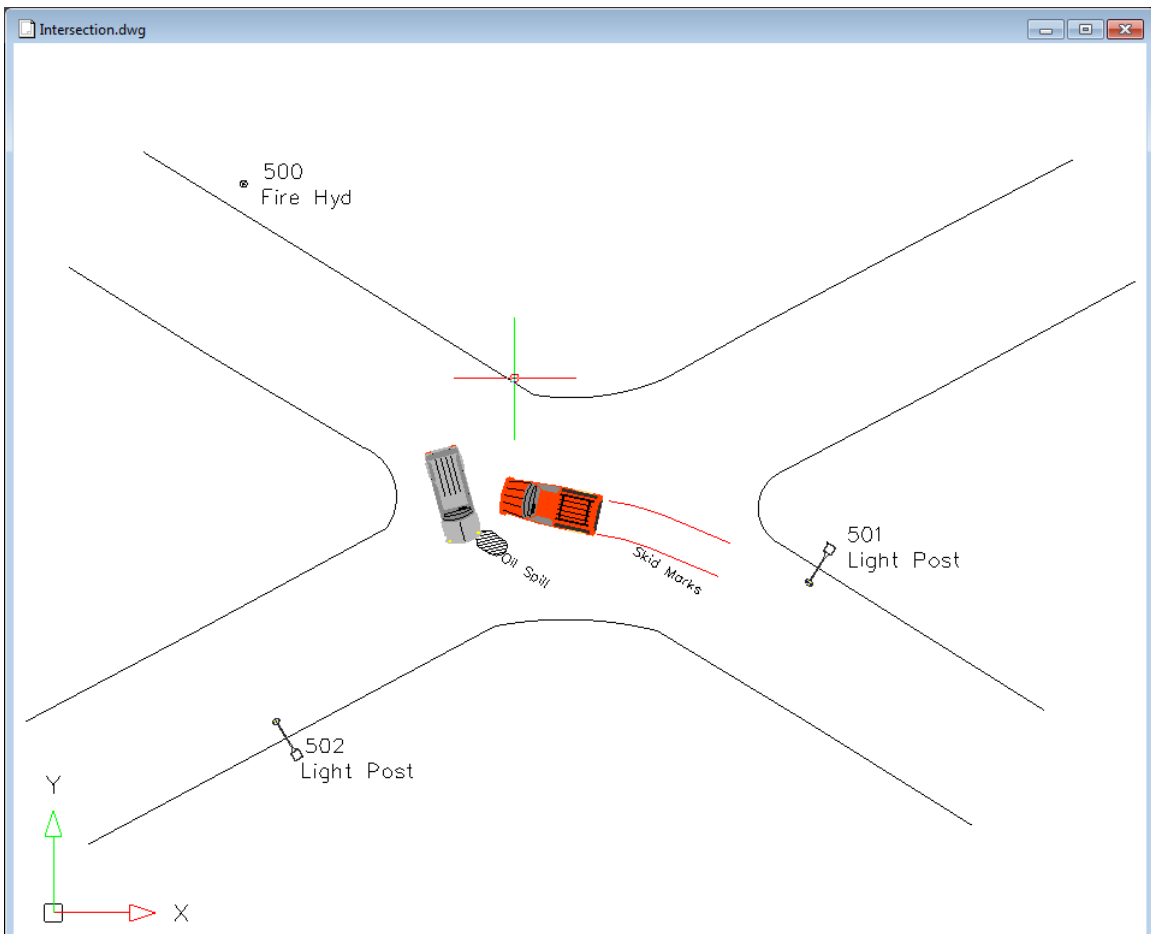 Intersection.dwg
500
Fire Hyd
Oil Spill
Skid Marks
501
Light Post
502
Light Post
Y
X